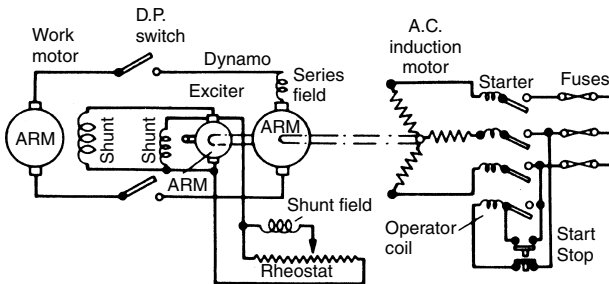 D.P.
switch
Work
motor
Dynamo
Exciter
Series
field
A.C.
induction
motor
Starter
Fuses
ARM
Shunt
Shunt
ARM
ARM
Shunt field
Rheostat
Operator
coil
Start
Stop